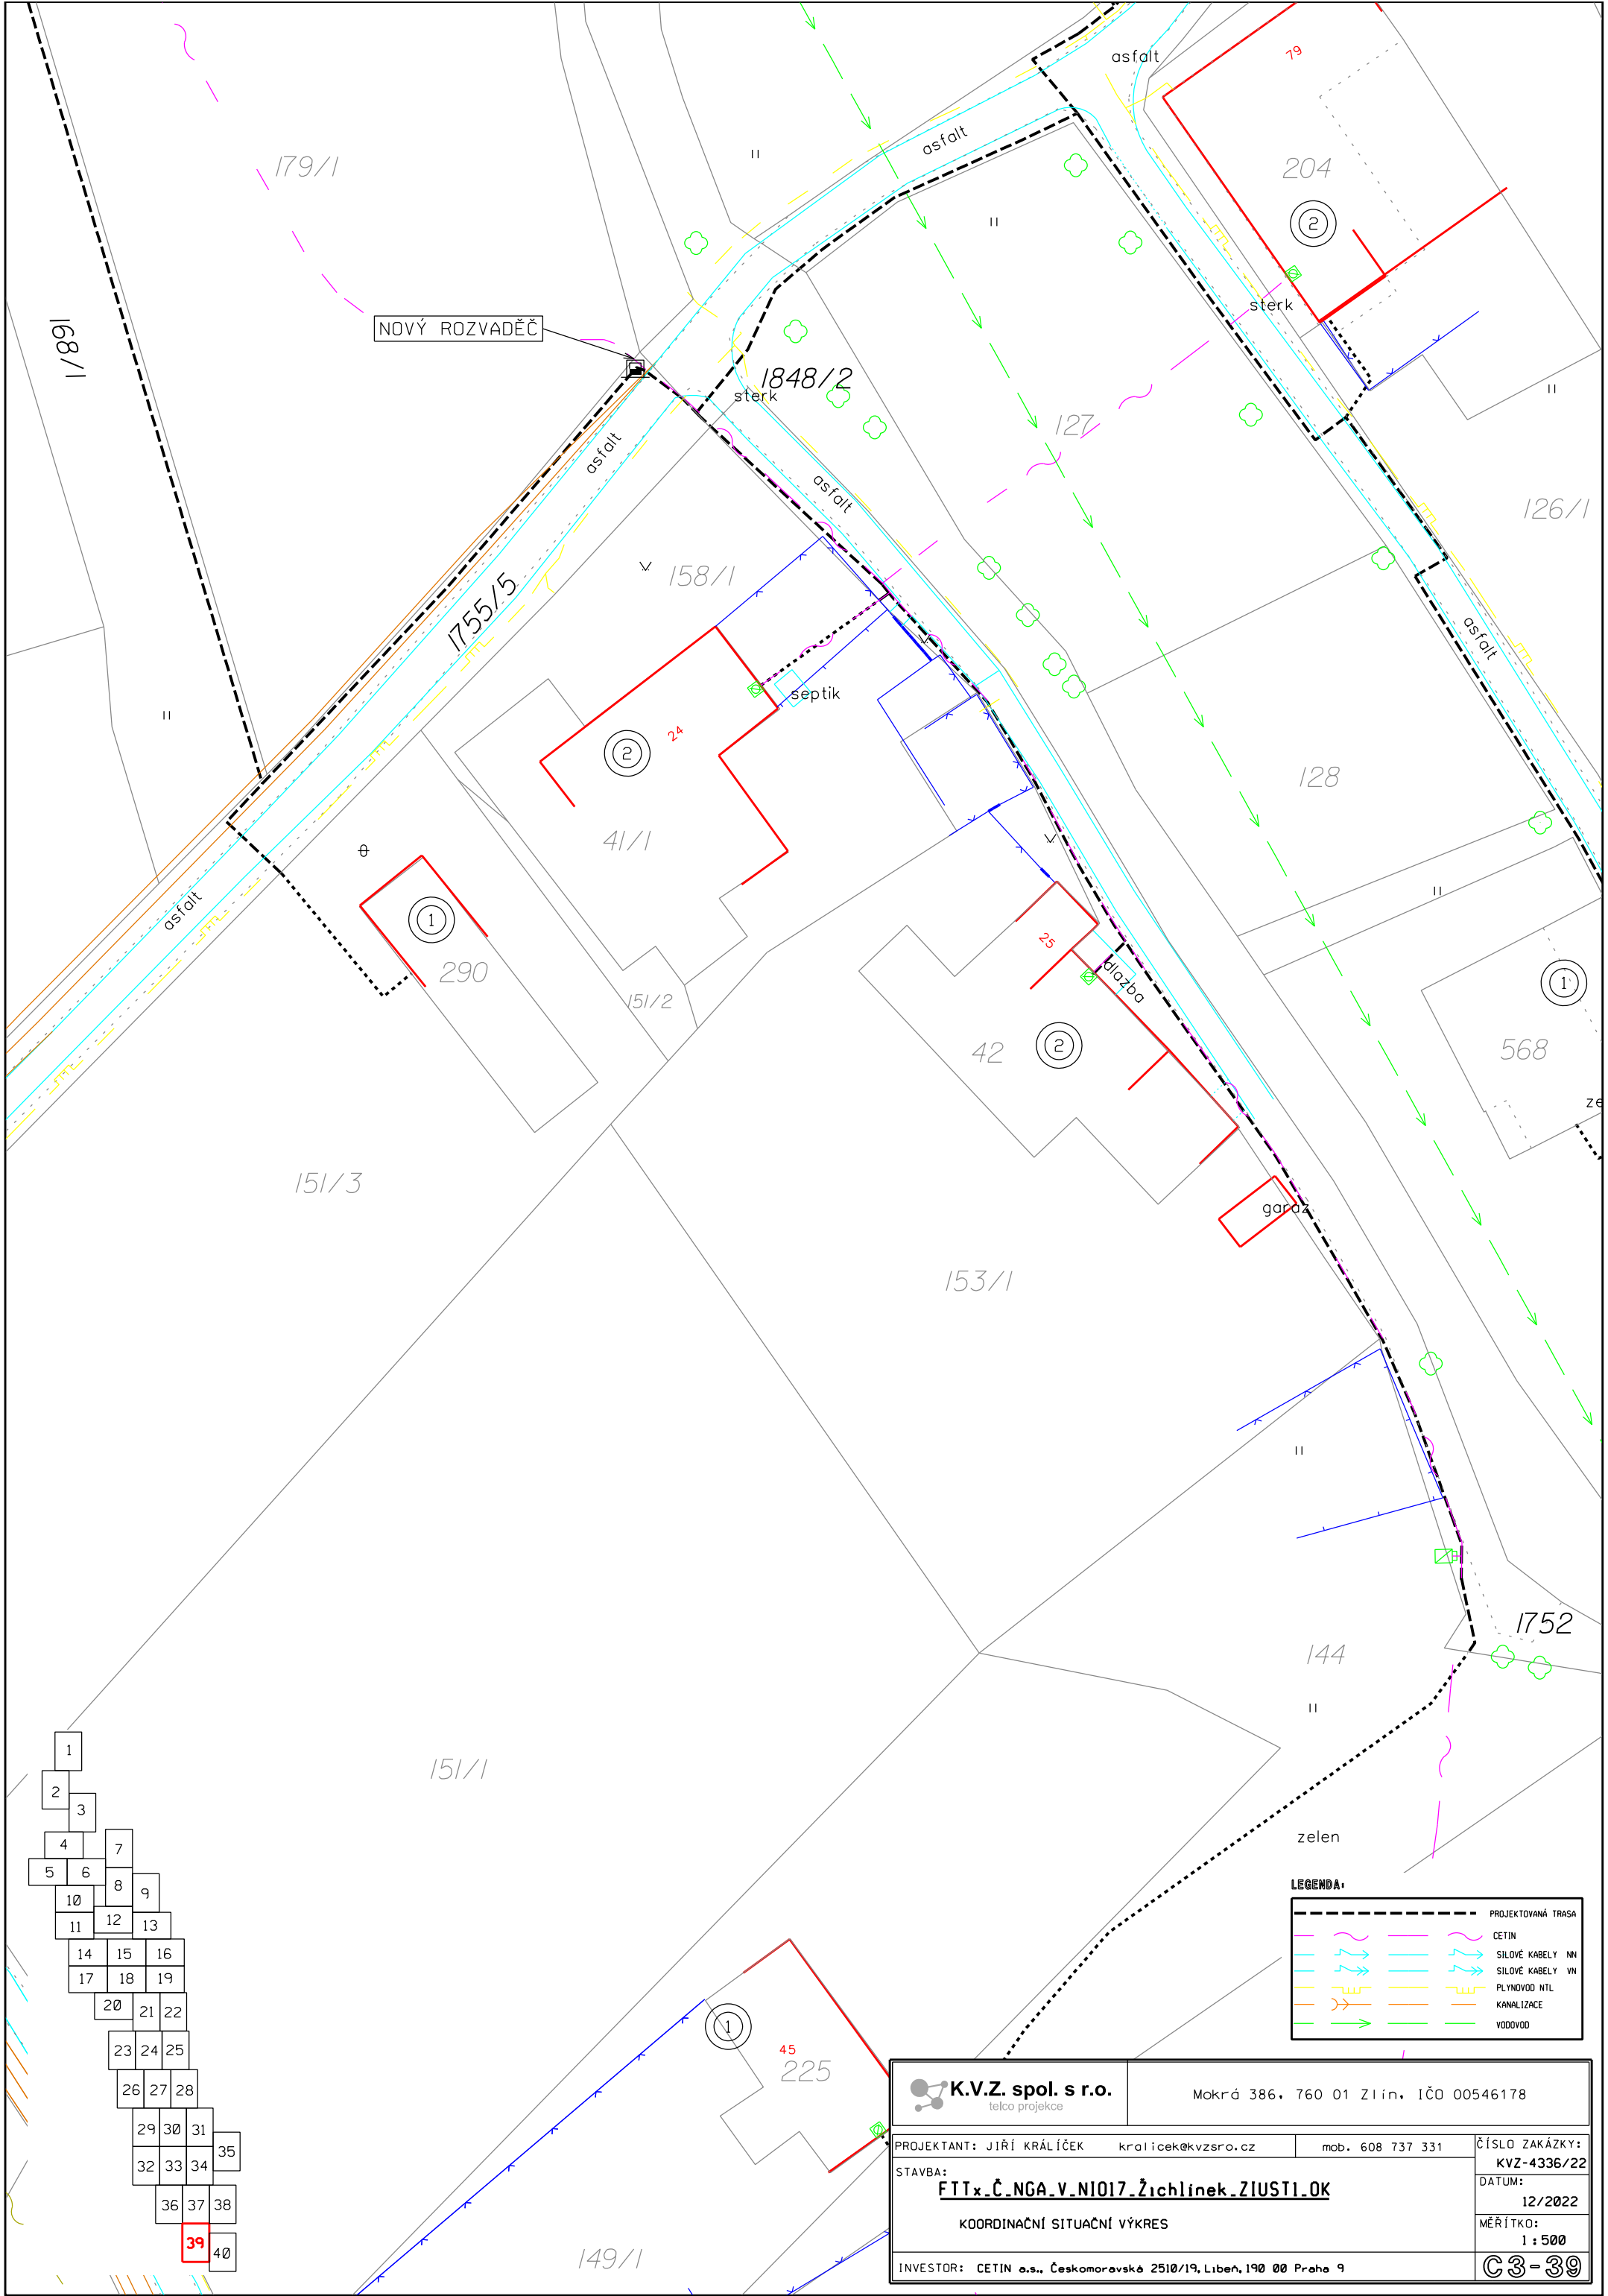 79
asfalt
asfalt
179/1
204
2
sterk
168/1
NOVÝ ROZVADĚČ
1848/2
sterk
127
asfalt
asfalt
126/1
158/1
1755/5
asfalt
septik
24
2
128
41/1
asfalt
1
290
151/2
25
dlazba
42
2
1
568
ze
151/3
garaz
153/1
1752
144
151/1
zelen
1
2
3
4
7
5
6
8
9
10
12
11
13
14
15
16
17
18
19
20
21
22
23
24
25
26
27
28
29
30
31
35
32
33
34
36
37
38
39
40
1
45
225
149/1
LEGENDA:
PROJEKTOVANÁ TRASA
CETIN
SILOVÉ KABELY NN
SILOVÉ KABELY VN
PLYNOVOD NTL
KANALIZACE
VODOVOD
K.V.Z. spol. s r.o.
telco projekce
Mokrá 386, 760 01 Zlín, IČO 00546178
PROJEKTANT: JIŘÍ KRÁLÍČEK kralicek@kvzsro.cz mob. 608 737 331
ČÍSLO ZAKÁZKY:
KVZ-4336/22
STAVBA:
FTTx_Č_NGA_V_NI017_Žichlínek_ZIUST1_OK
DATUM:
12/2022
KOORDINAČNÍ SITUAČNÍ VÝKRES
MĚŘÍTKO:
1:500
INVESTOR: CETIN a.s., Českomoravská 2510/19, Libeň, 190 00 Praha 9
C3-39